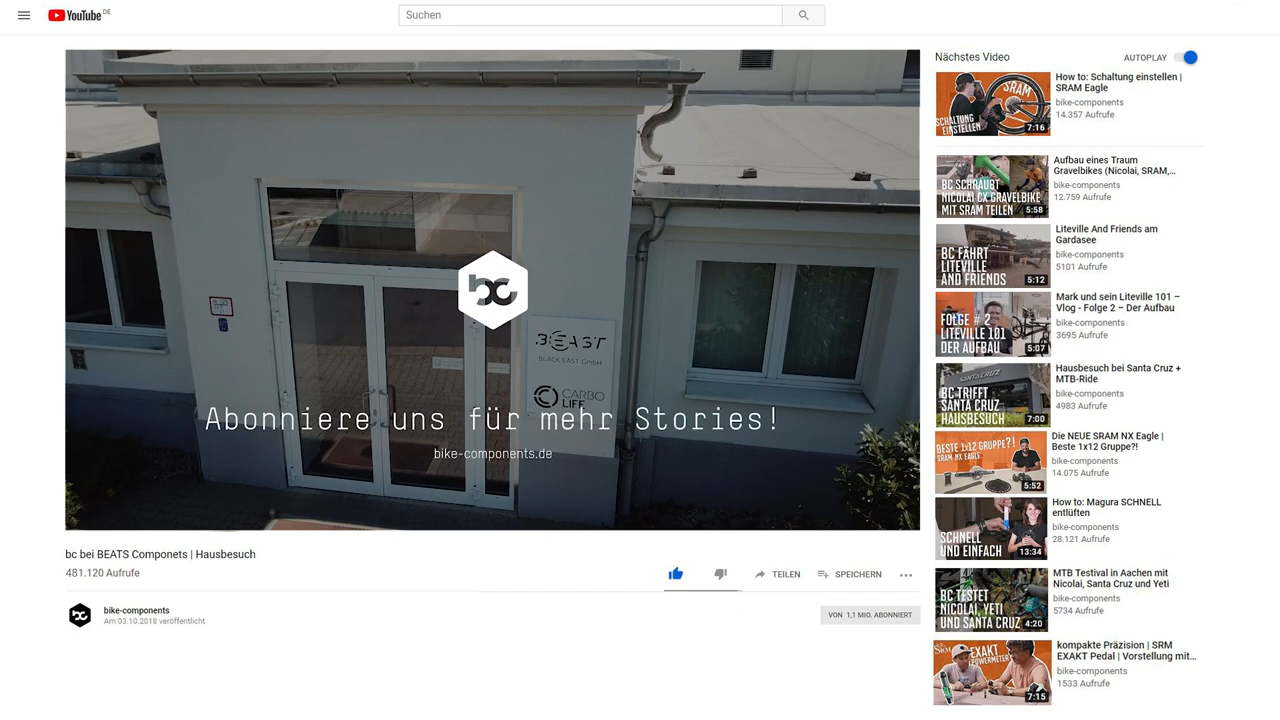 YouTube DE
Suchen
BEAST
BLACK EAST GmbH
CARBO
LIFE
Abonniere uns für mehr Stories!
bike-components.de
bc bei BEATS Componets | Hausbesuch
481.120 Aufrufe
TEILEN
SPEICHERN
bc
bike-components
Am 03.10.2018 veröffentlicht
VON 1,1 MIO. ABONNIERT
Nächstes Video
AUTOPLAY
SRAM
SCHALTUNG
EINSTELLEN
7:16
How to: Schaltung einstellen |
SRAM Eagle
bike-components
14.357 Aufrufe
BC SCHRAUBT
NICOLAI CX GRAVELBIKE
MIT SRAM TEILEN
5:58
Aufbau eines Traum
Gravelbikes (Nicolai, SRAM,...
bike-components
12.759 Aufrufe
BC FÄHRT
LITEVILLE
AND FRIENDS
5:12
Liteville And Friends am
Gardasee
bike-components
5101 Aufrufe
FOLGE # 2
LITEVILLE 101
DER AUFBAU
5:07
Mark und sein Liteville 101 –
Vlog - Folge 2 – Der Aufbau
bike-components
3695 Aufrufe
SANTACRUZ
BC TRIFFT
SANTA CRUZ
HAUSBESUCH
7:00
Hausbesuch bei Santa Cruz +
MTB-Ride
bike-components
4983 Aufrufe
BESTE 1x12 GRUPPE?!
SRAM NX EAGLE
5:52
Die NEUE SRAM NX Eagle |
Beste 1x12 Gruppe?!
bike-components
14.075 Aufrufe
SCHNELL
UND EINFACH
13:34
How to: Magura SCHNELL
entlüften
bike-components
28.121 Aufrufe
BC TESTET
NICOLAI, YETI
UND SANTA CRUZ
4:20
MTB Testival in Aachen mit
Nicolai, Santa Cruz und Yeti
bike-components
5734 Aufrufe
SRM
EXAKT
POWERMETER
7:15
kompakte Präzision | SRM
EXAKT Pedal | Vorstellung mit...
bike-components
1533 Aufrufe